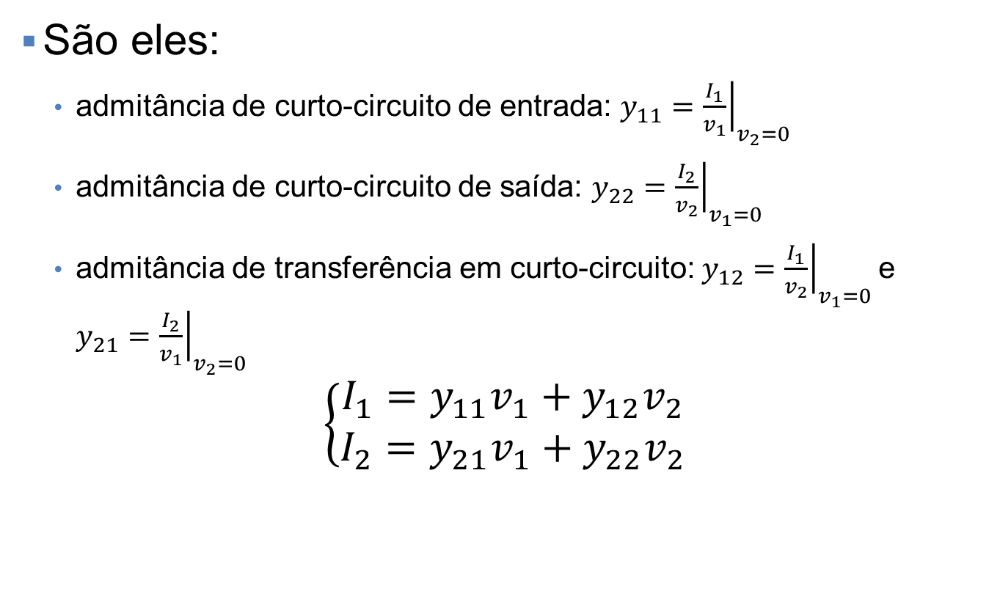 ▪ São eles:
• admitância de curto-circuito de entrada: $y_{11} = \left.\frac{I_1}{v_1}\right|_{v_2=0}$
• admitância de curto-circuito de saída: $y_{22} = \left.\frac{I_2}{v_2}\right|_{v_1=0}$
• admitância de transferência em curto-circuito: $y_{12} = \left.\frac{I_1}{v_2}\right|_{v_1=0}$ e
$y_{21} = \left.\frac{I_2}{v_1}\right|_{v_2=0}$
$\begin{cases} I_1 = y_{11}v_1 + y_{12}v_2 \\
I_2 = y_{21}v_1 + y_{22}v_2 \end{cases}$